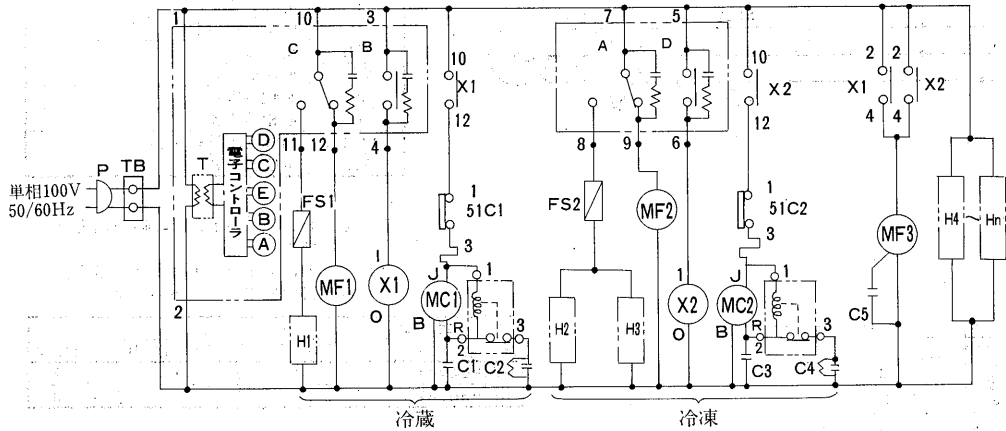 1
10
3
7
5
C
B
A
D
10
X1
12
10
X2
12
2
2
X1
X2
4
4
11
12
4
8
9
6
P
TB
T
電子コントローラ
D
C
E
B
A
単相100V
50/60Hz
2
FS1
1
51C1
3
FS2
MF2
1
51C2
3
MF3
H4
~
Hn
C5
H1
MF1
I
X1
O
J
MC1
B
1
R
2
3
C1
C2
H2
H3
1
X2
O
J
MC2
B
1
R
2
3
C3
C4
冷蔵
冷凍